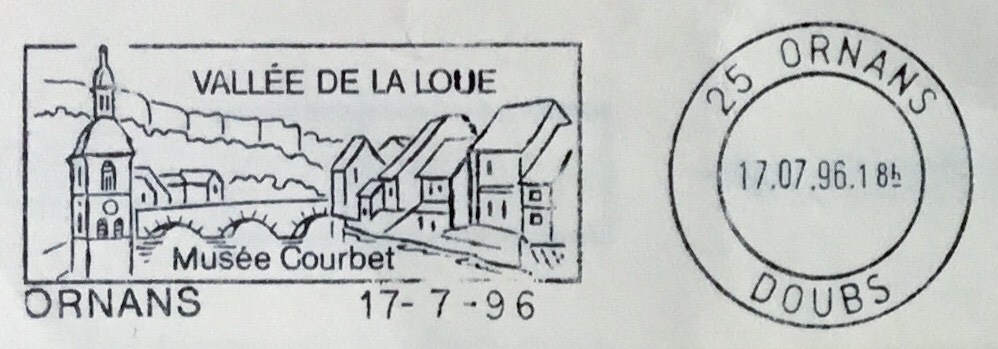 VALLÉE DE LA LOUE
Musée Courbet
ORNANS 17- 7 -96
25 ORNANS
17.07.96.18h
DOUBS